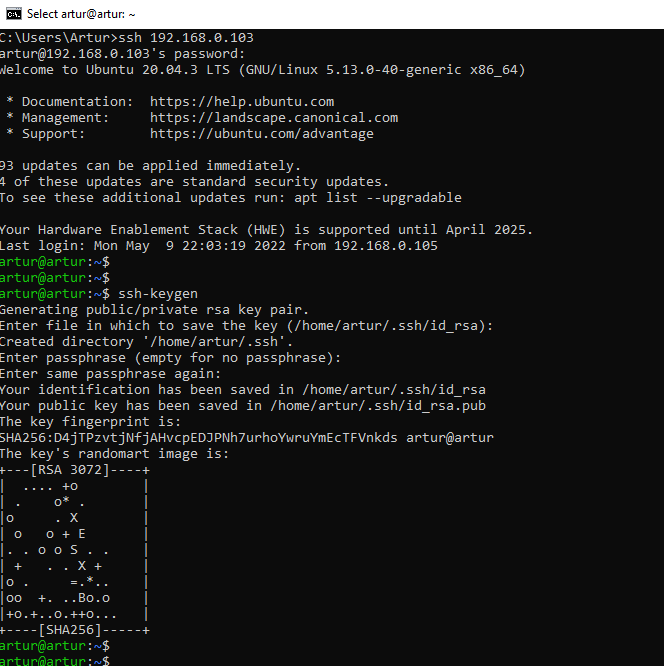 Select artur@artur: ~
C:\Users\Artur>ssh 192.168.0.103
artur@192.168.0.103's password:
Welcome to Ubuntu 20.04.3 LTS (GNU/Linux 5.13.0-40-generic x86_64)

 * Documentation:  https://help.ubuntu.com
 * Management:     https://landscape.canonical.com
 * Support:        https://ubuntu.com/advantage

93 updates can be applied immediately.
4 of these updates are standard security updates.
To see these additional updates run: apt list --upgradable

Your Hardware Enablement Stack (HWE) is supported until April 2025.
Last login: Mon May  9 22:03:19 2022 from 192.168.0.105
artur@artur:~$
artur@artur:~$
artur@artur:~$ ssh-keygen
Generating public/private rsa key pair.
Enter file in which to save the key (/home/artur/.ssh/id_rsa):
Created directory '/home/artur/.ssh'.
Enter passphrase (empty for no passphrase):
Enter same passphrase again:
Your identification has been saved in /home/artur/.ssh/id_rsa
Your public key has been saved in /home/artur/.ssh/id_rsa.pub
The key fingerprint is:
SHA256:D4jTPzvtjNfjAHvcpEDJPNh7urhoYwruYmEcTFVnkds artur@artur
The key's randomart image is:
+---[RSA 3072]----+
|  .... +o        |
| .    o* .       |
|o     . X        |
| o   o + E       |
|. . o o S . .    |
| +   . . X +     |
|o .     =.*..    |
|oo  +. ..Bo.o    |
|+o.+..o.++o...   |
+----[SHA256]-----+
artur@artur:~$
artur@artur:~$